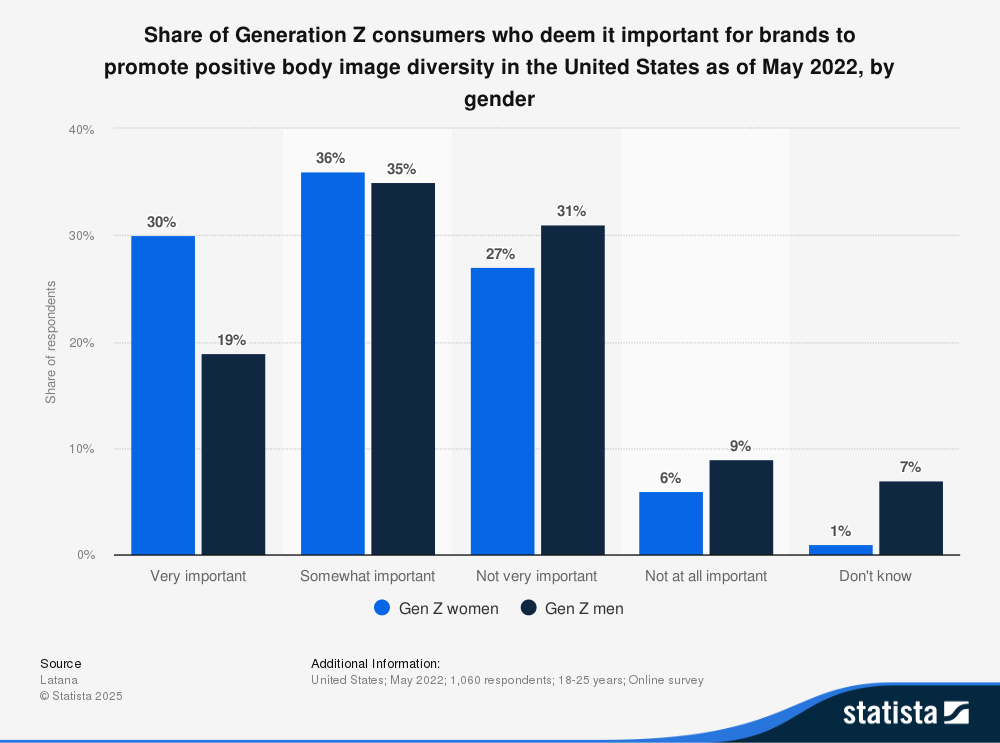 Share of Generation Z consumers who deem it important for brands to
promote positive body image diversity in the United States as of May 2022, by
gender
40%
30%
20%
10%
0%
Share of respondents
30%
19%
36%
35%
27%
31%
6%
9%
1%
7%
Very important
Somewhat important
Not very important
Not at all important
Don't know
Gen Z women
Gen Z men
Source
Latana
© Statista 2025
Additional Information:
United States; May 2022; 1,060 respondents; 18-25 years; Online survey
statista